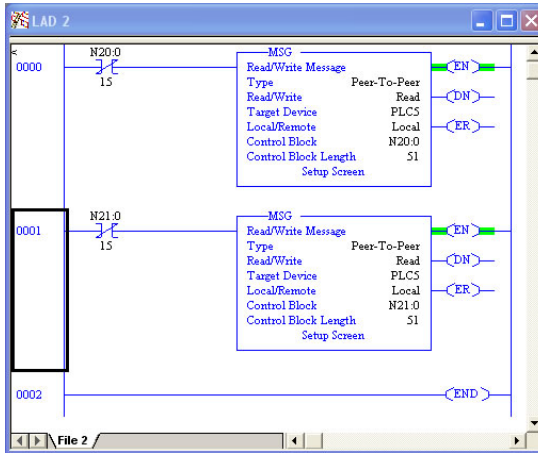 LAD 2
0000
N20:0
15
MSG
Read/Write Message
Type Peer-To-Peer
Read/Write Read
Target Device PLC5
Local/Remote Local
Control Block N20:0
Control Block Length 51
Setup Screen
EN
DN
ER
0001
N21:0
15
MSG
Read/Write Message
Type Peer-To-Peer
Read/Write Read
Target Device PLC5
Local/Remote Local
Control Block N21:0
Control Block Length 51
Setup Screen
EN
DN
ER
0002
END
File 2